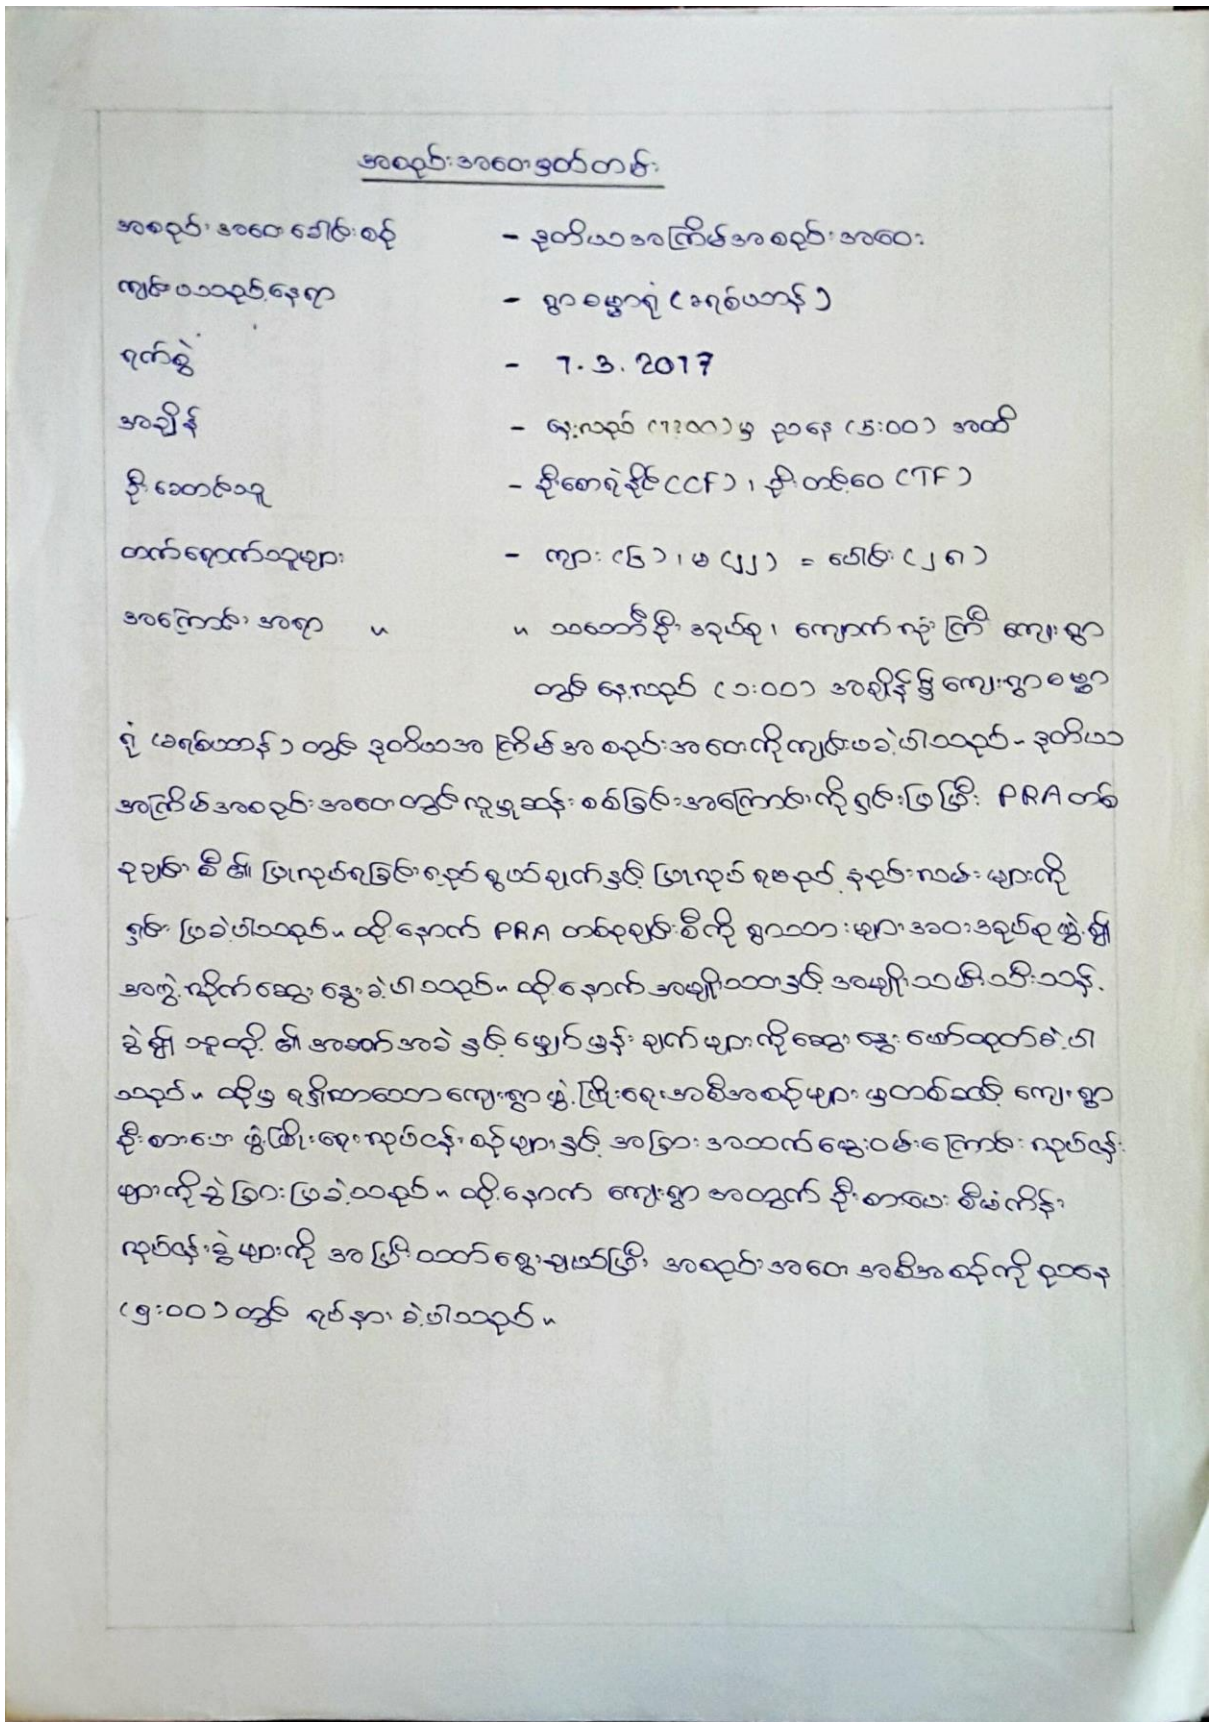 အစည်းအဝေးမှတ်တမ်း
အစည်းအဝေးခေါင်းစဉ် - ဒုတိယအကြိမ်အစည်းအဝေး
ကျင်းပသည့်နေရာ - ရွာဓမ္မာရုံ (ခရစ်ယာန်)
ရက်စွဲ - 7.3.2017
အချိန် - နေ့လည် (1:00) မှ ညနေ (5:00) အထိ
ဦးဆောင်သူ - ဦးစောရဲနိုင် (CCF) ၊ ဦးတင့်ဝေ (TF)
တက်ရောက်သူများ - ကျား (၆) ၊ မ (၂၂) = ပေါင်း (၂၈)
အကြောင်းအရာ ။ ။ သင်္ဘောဦးအုပ်စု၊ ကျောက်လုံးကြီးကျေးရွာ
တွင် နေ့လည် (၁:၀၀) အချိန်၌ ကျေးရွာဓမ္မာ
ရုံ (ခရစ်ယာန်) တွင် ဒုတိယအကြိမ်အစည်းအဝေးကိုကျင်းပခဲ့ပါသည်။ ဒုတိယ
အကြိမ်အစည်းအဝေးတွင်လူမှုဆန်းစစ်ခြင်းအကြောင်းကိုရှင်းပြပြီး PRA တစ်
ခုချင်းစီ၏ ပြုလုပ်ရခြင်းရည်ရွယ်ချက်နှင့် ပြုလုပ်ရမည့် နည်းလမ်းများကို
ရှင်းပြခဲ့ပါသည်။ ထို့နောက် PRA တစ်ခုချင်းစီကို ရွာသားများအားအုပ်စုဖွဲ့၍
အဖွဲ့လိုက်ဆွေးနွေးခဲ့ပါသည်။ ထို့နောက် အမျိုးသားနှင့် အမျိုးသမီးသီးသန့်
ခွဲ၍ သူတို့၏ အခက်အခဲနှင့် မျှော်မှန်းချက်များကိုဆွေးနွေးဖော်ထုတ်ခဲ့ပါ
သည်။ ထိုမှ ရရှိလာသောကျေးရွာဖွံ့ဖြိုးရေးအစီအစဉ်များမှတစ်ဆင့် ကျေးရွာ
ဦးစားပေးဖွံ့ဖြိုးရေးလုပ်ငန်းစဉ်များနှင့် အခြားအသက်မွေးဝမ်းကြောင်းလုပ်ငန်း
များကိုခွဲခြားပြခဲ့သည်။ ထို့နောက် ကျေးရွာအတွက် ဦးစားပေးစီမံကိန်း
လုပ်ငန်းခွဲများကို အပြီးသတ်ရွေးချယ်ပြီး အစည်းအဝေးအစီအစဉ်ကိုညနေ
(၅:၀၀) တွင် ရပ်နားခဲ့ပါသည်။